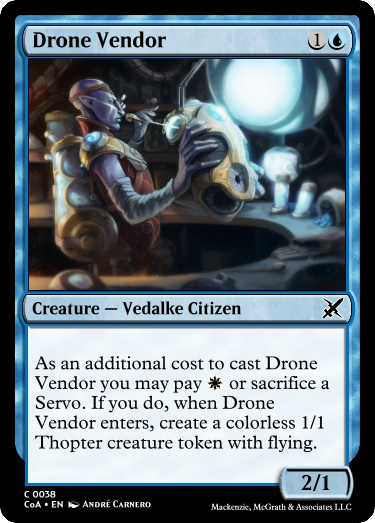 Drone Vendor 1
Creature — Vedalke Citizen
As an additional cost to cast Drone
Vendor you may pay or sacrifice a
Servo. If you do, when Drone
Vendor enters, create a colorless 1/1
Thopter creature token with flying.
2/1
C 0038
CoA • EN André Carnero
Mackenzie, McGrath & Associates LLC